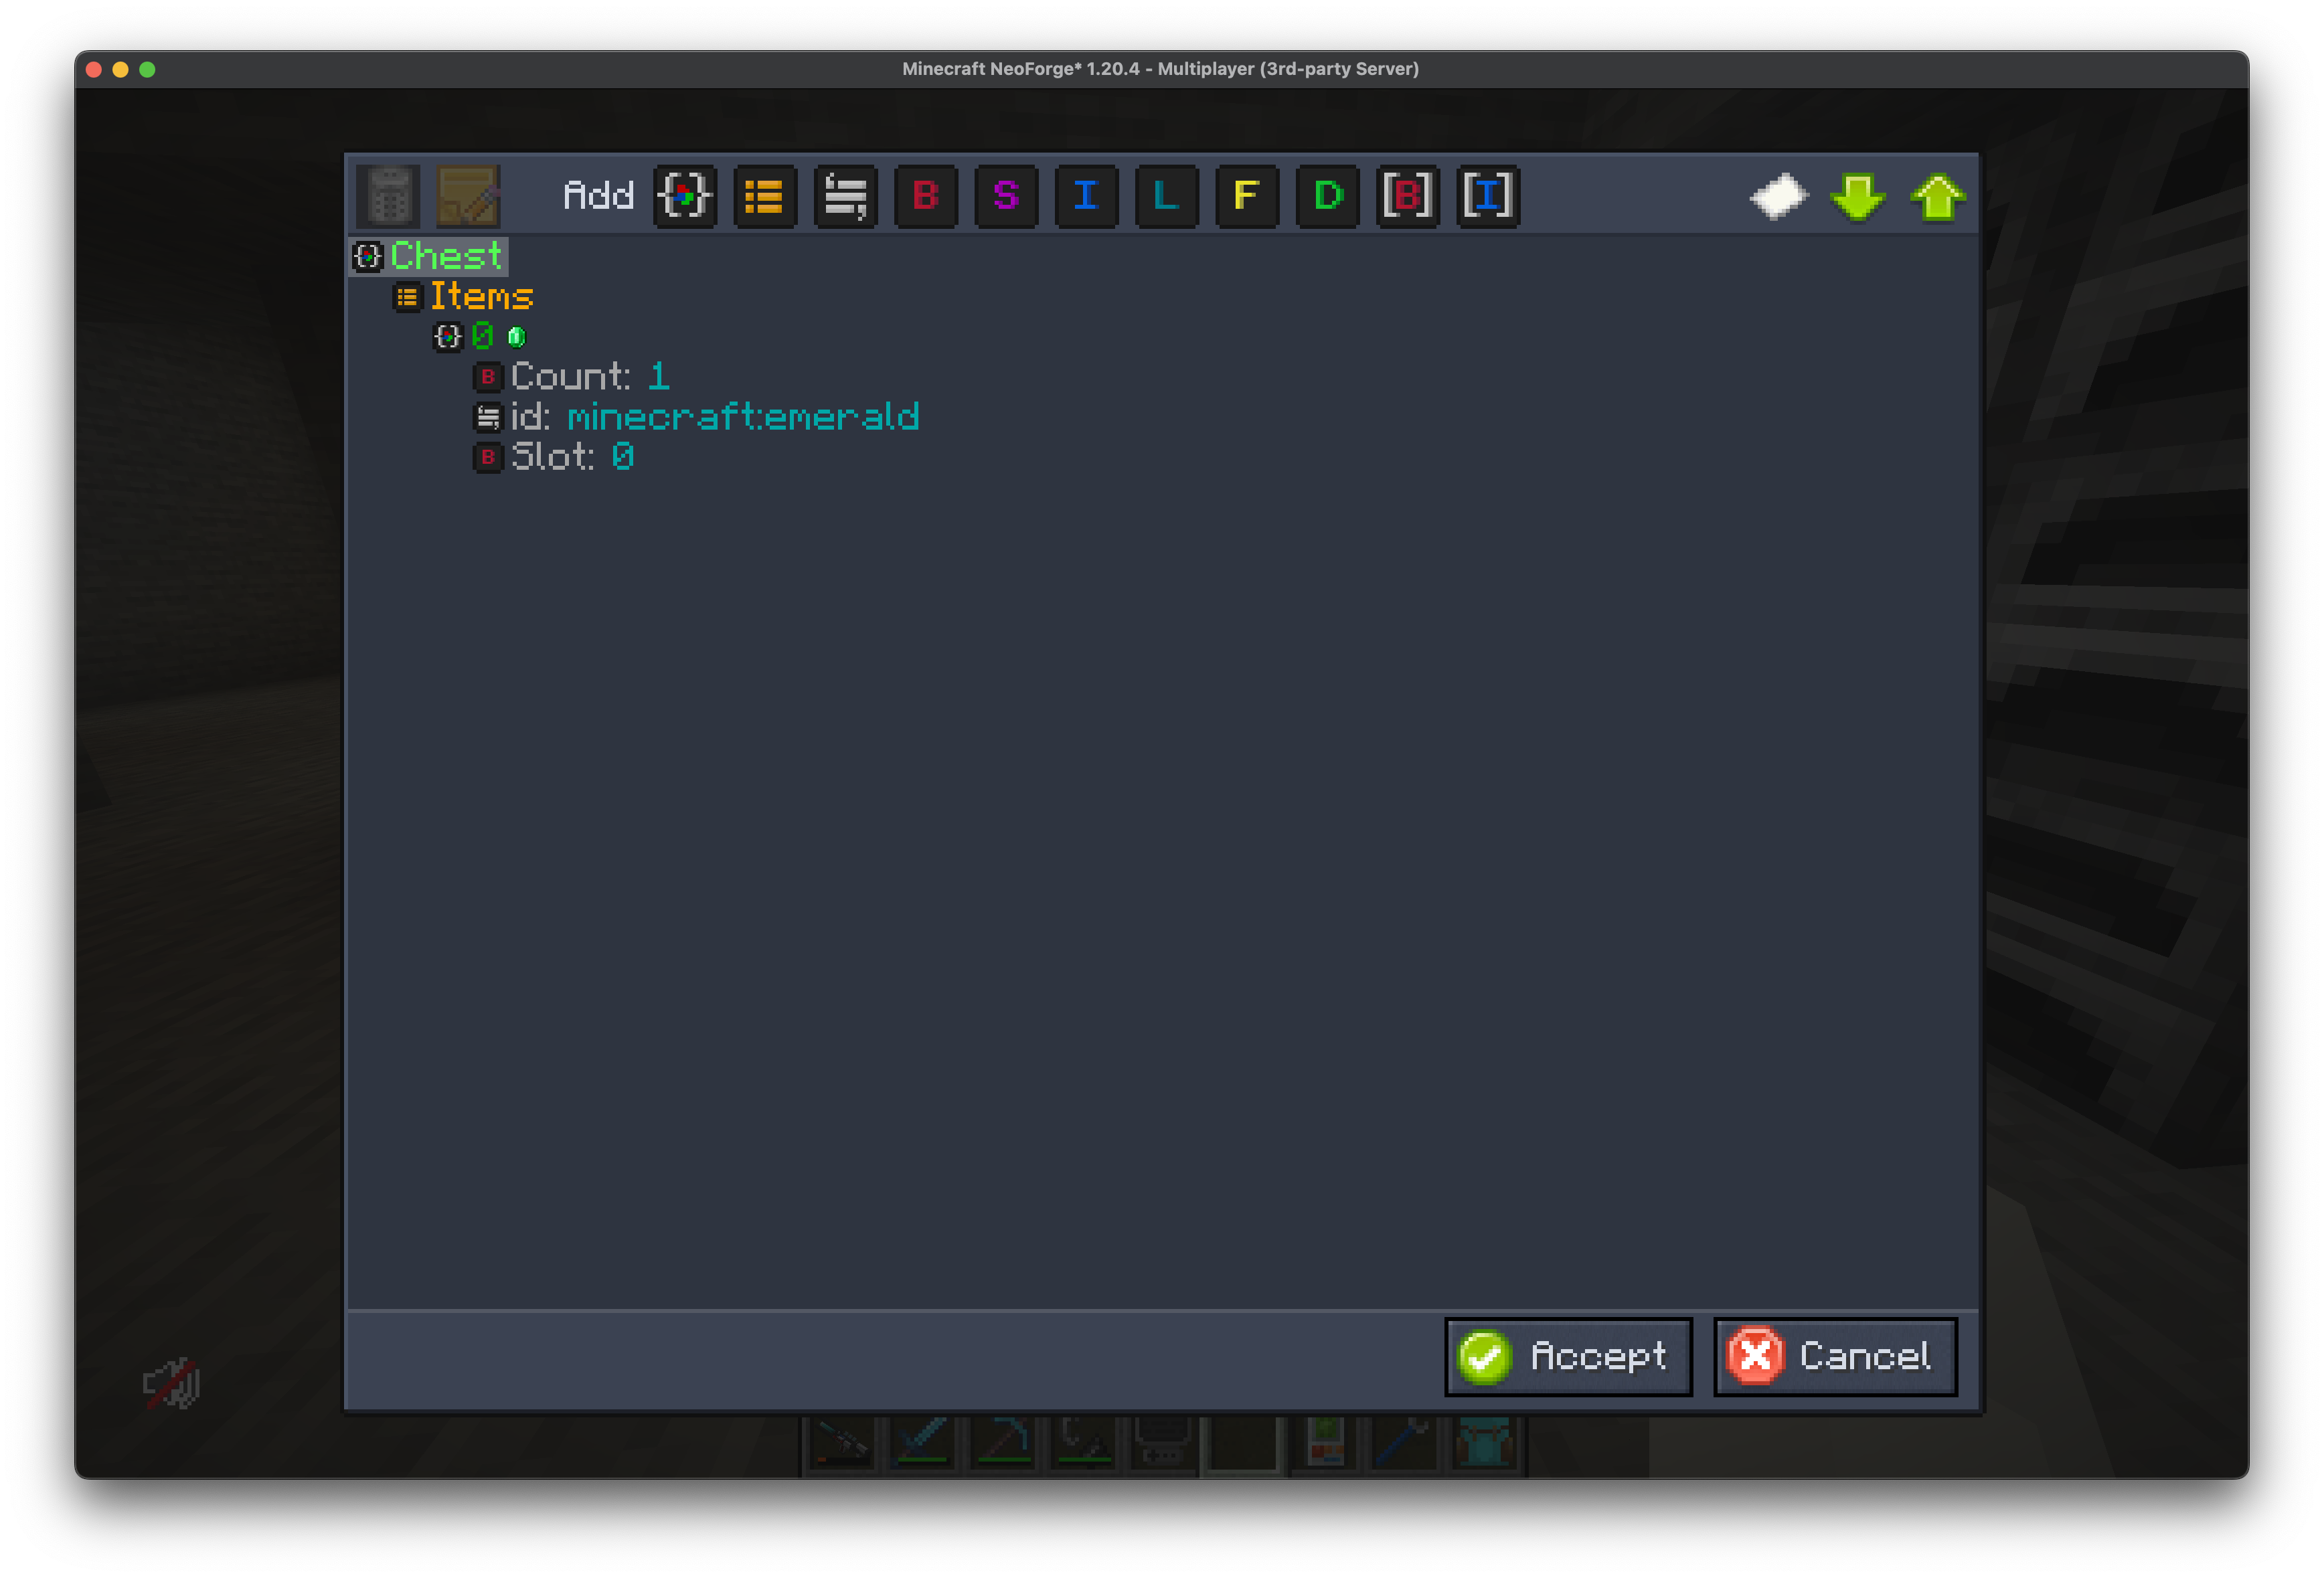 Minecraft NeoForge* 1.20.4 - Multiplayer (3rd-party Server)
Add B S I L F D [B] [I]
Chest
Items
0
B Count: 1
id: minecraft:emerald
B Slot: 0
Accept Cancel